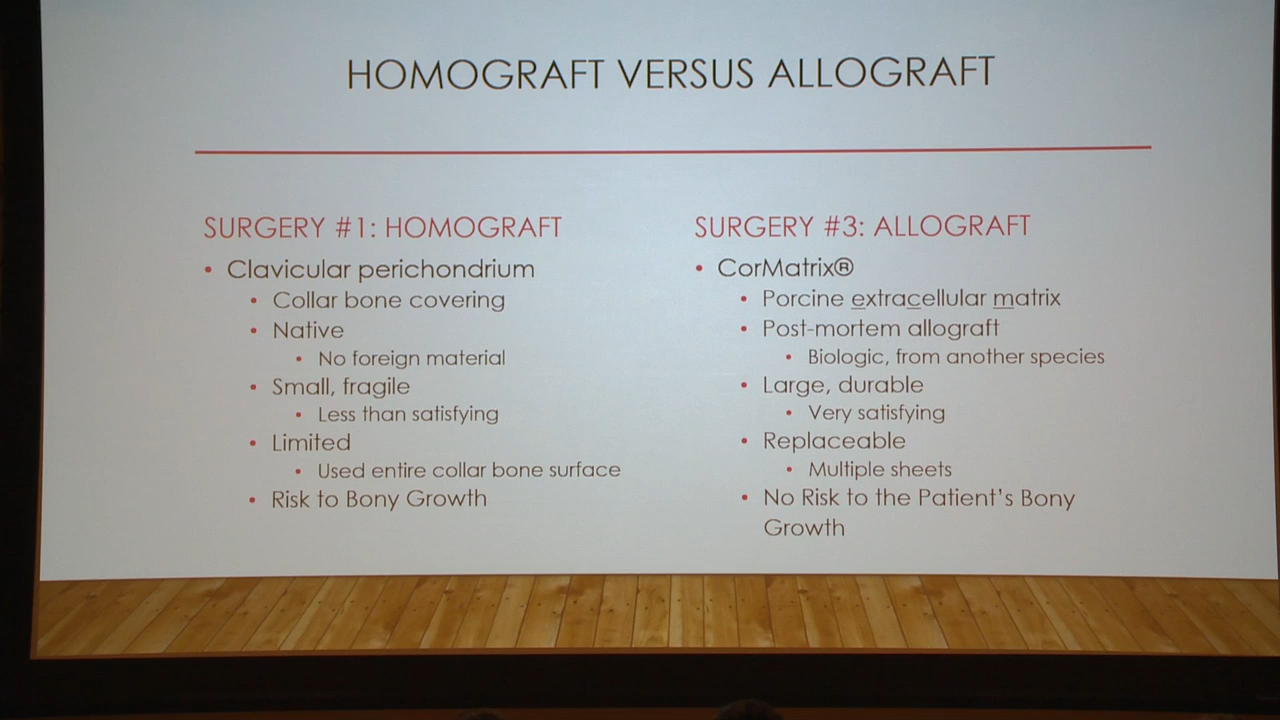 HOMOGRAFT VERSUS ALLOGRAFT
SURGERY #1: HOMOGRAFT
• Clavicular perichondrium
• Collar bone covering
• Native
• No foreign material
• Small, fragile
• Less than satisfying
• Limited
• Used entire collar bone surface
• Risk to Bony Growth
SURGERY #3: ALLOGRAFT
• CorMatrix®
• Porcine extracellular matrix
• Post-mortem allograft
• Biologic, from another species
• Large, durable
• Very satisfying
• Replaceable
• Multiple sheets
• No Risk to the Patient's Bony
Growth